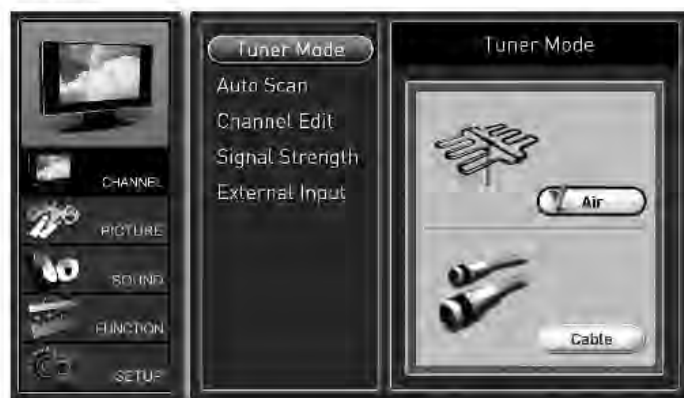 CHANNEL
PICTURE
SOUND
FUNCTION
SETUP
Tuner Mode
Auto Scan
Channel Edit
Signal Strength
External Input
Tuner Mode
Air
Cable